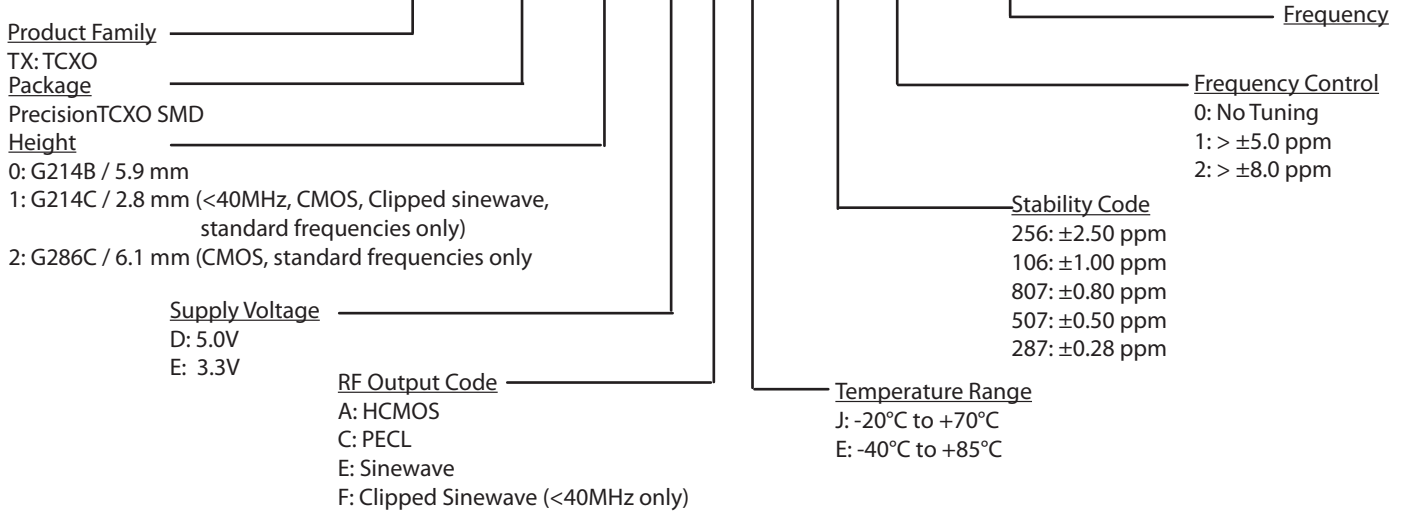 Product Family
TX: TCXO
Package
PrecisionTCXO SMD
Height
0: G214B / 5.9 mm
1: G214C / 2.8 mm (<40MHz, CMOS, Clipped sinewave,
standard frequencies only)
2: G286C / 6.1 mm (CMOS, standard frequencies only
Supply Voltage
D: 5.0V
E: 3.3V
RF Output Code
A: HCMOS
C: PECL
E: Sinewave
F: Clipped Sinewave (<40MHz only)
Temperature Range
J: -20°C to +70°C
E: -40°C to +85°C
Stability Code
256: ±2.50 ppm
106: ±1.00 ppm
807: ±0.80 ppm
507: ±0.50 ppm
287: ±0.28 ppm
Frequency Control
0: No Tuning
1: > ±5.0 ppm
2: > ±8.0 ppm
Frequency